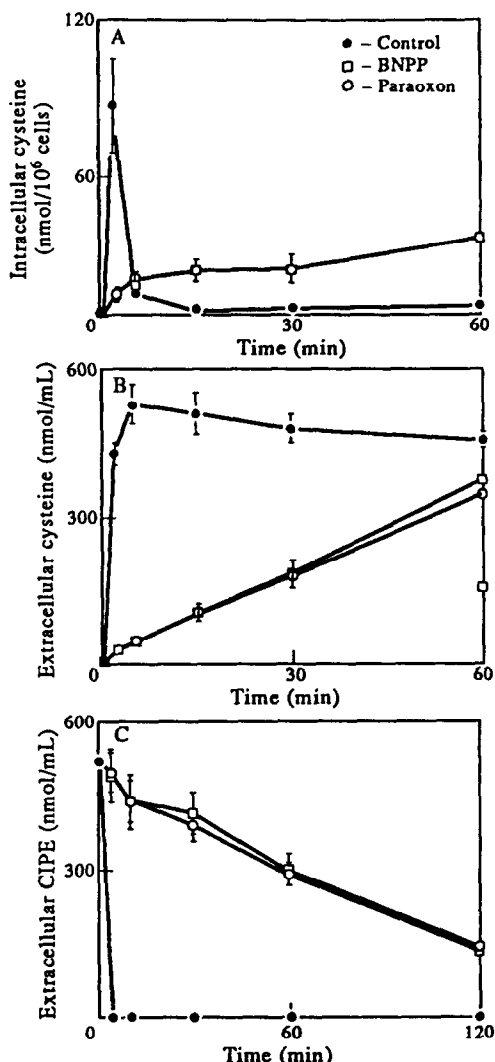 A
● – Control
□ – BNPP
○ – Paraoxon
Intracellular cysteine
(nmol/10⁶ cells)
120
60
0
0 30 60
Time (min)
B
Extracellular cysteine (nmol/mL)
600
300
0
0 30 60
Time (min)
C
Extracellular CIPE (nmol/mL)
600
300
0
0 60 120
Time (min)